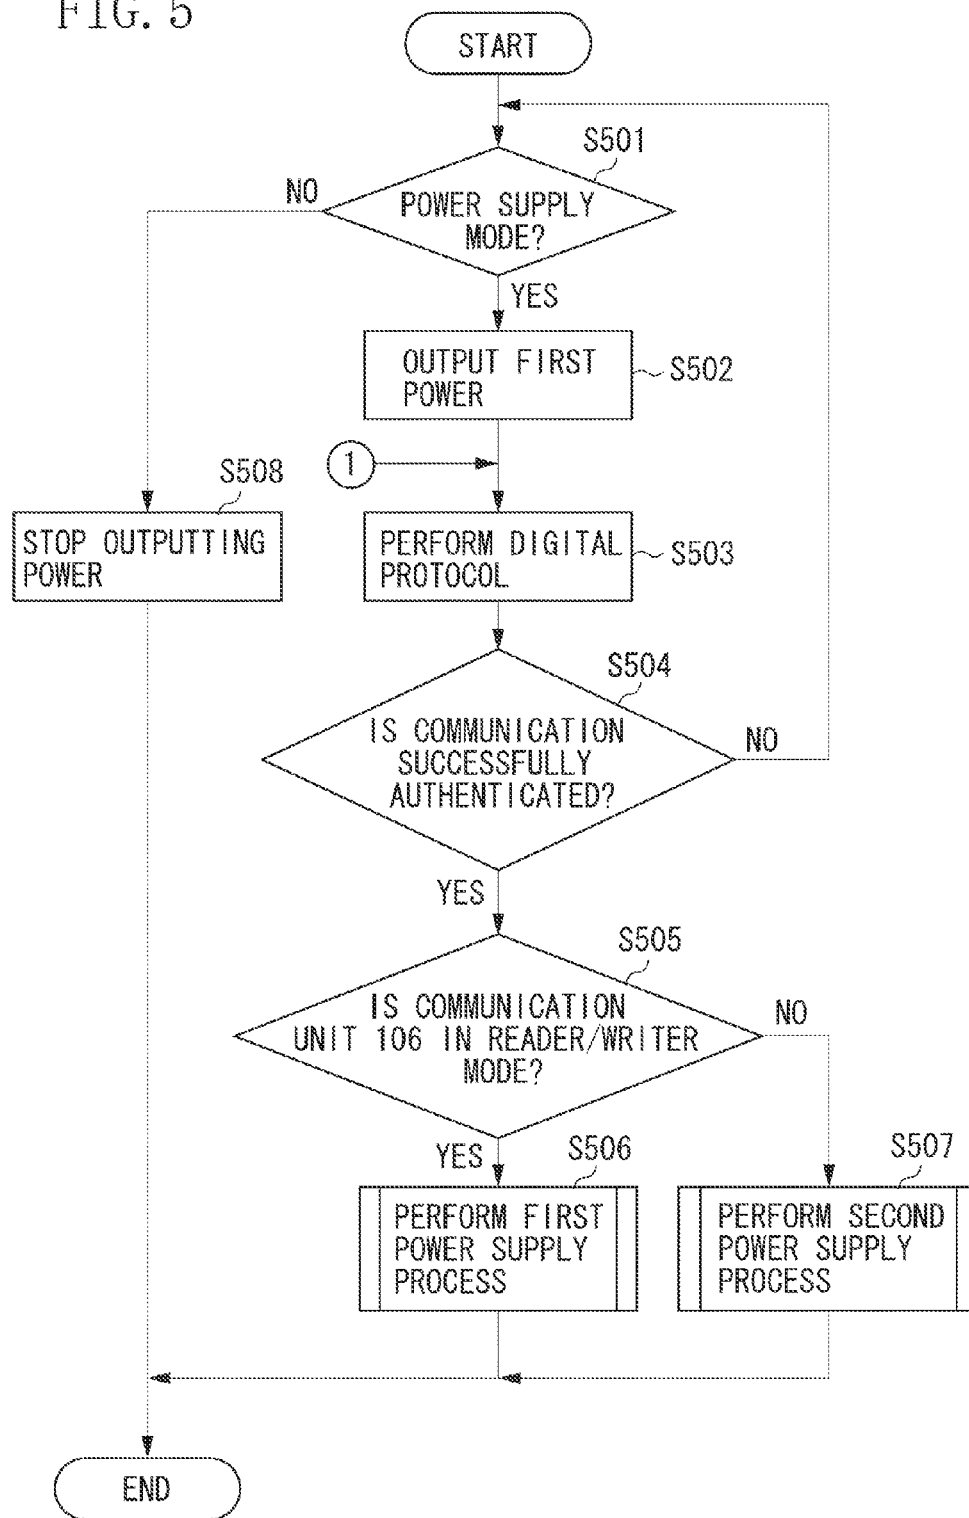 FIG. 5
START
S501
NO
POWER SUPPLY
MODE?
YES
OUTPUT FIRST
POWER
S502
1
S508
STOP OUTPUTTING
POWER
PERFORM DIGITAL
PROTOCOL
S503
S504
IS COMMUNICATION
SUCCESSFULLY
AUTHENTICATED?
NO
YES
S505
IS COMMUNICATION
UNIT 106 IN READER/WRITER
MODE?
NO
YES
S506
PERFORM FIRST
POWER SUPPLY
PROCESS
S507
PERFORM SECOND
POWER SUPPLY
PROCESS
END